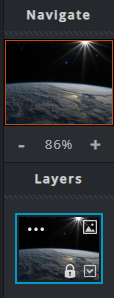 Navigate
- 86% +
Layers